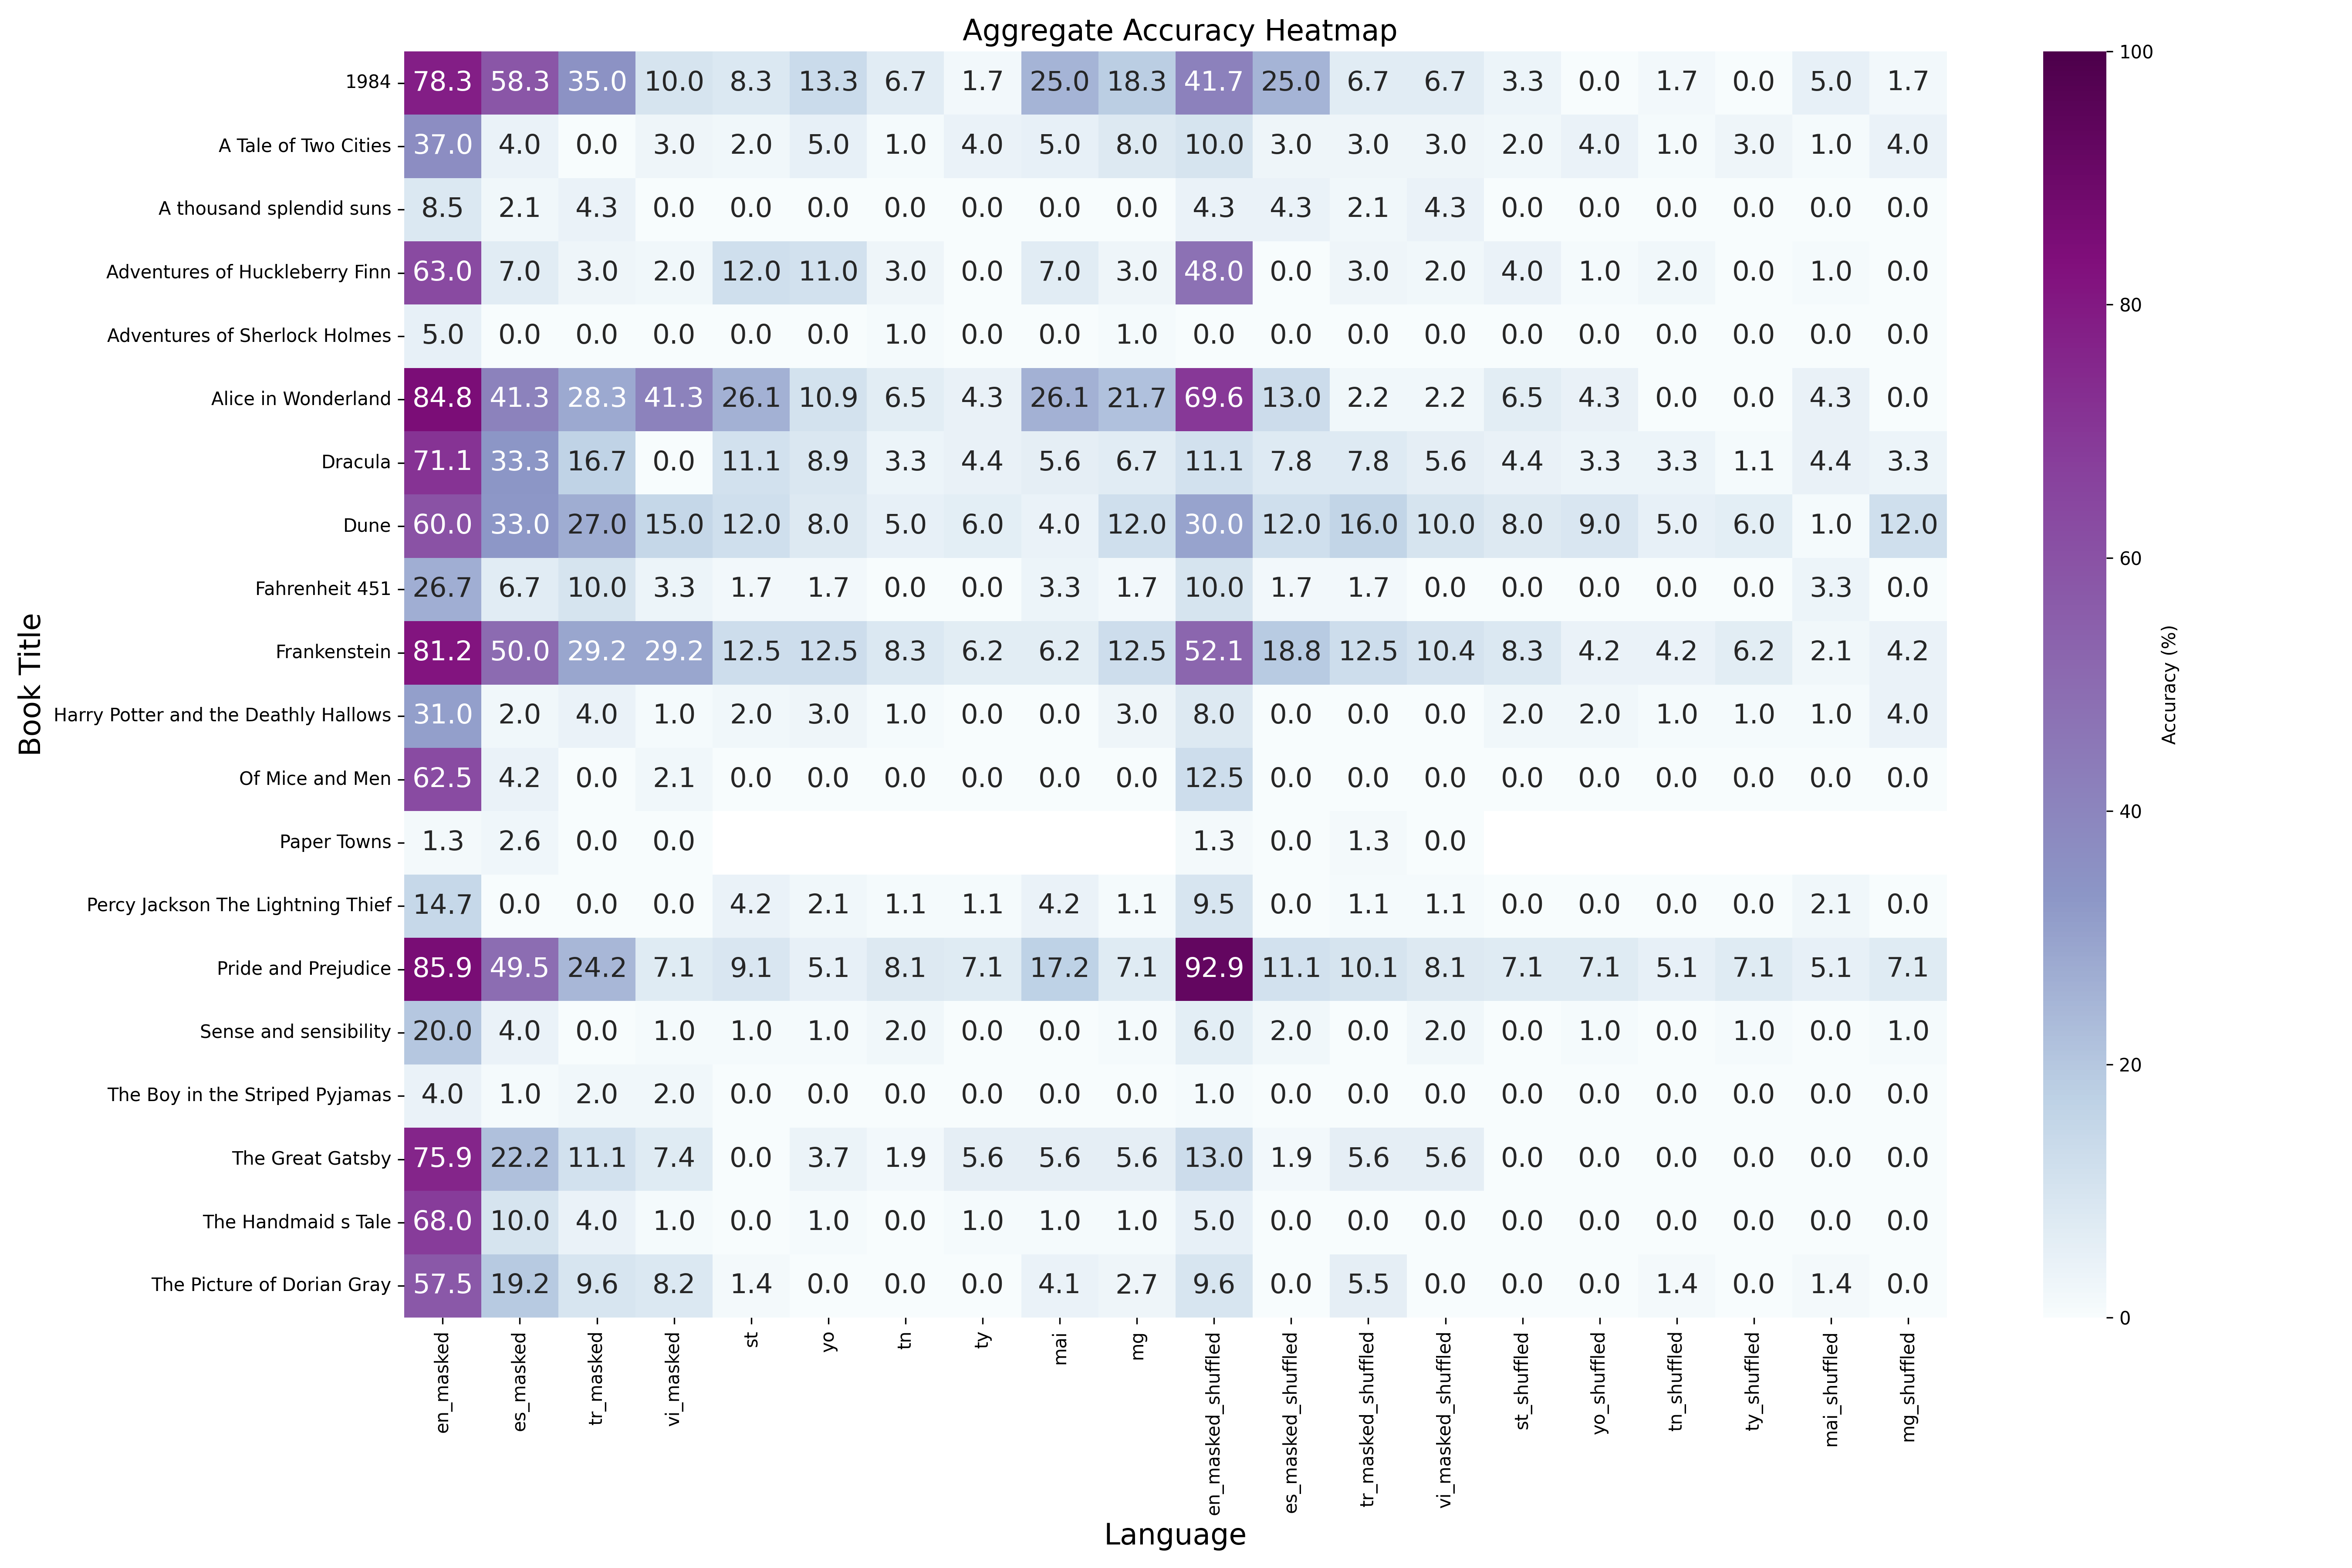 Aggregate Accuracy Heatmap
Book Title
1984 78.3 58.3 35.0 10.0 8.3 13.3 6.7 1.7 25.0 18.3 41.7 25.0 6.7 6.7 3.3 0.0 1.7 0.0 5.0 1.7
A Tale of Two Cities 37.0 4.0 0.0 3.0 2.0 5.0 1.0 4.0 5.0 8.0 10.0 3.0 3.0 3.0 2.0 4.0 1.0 3.0 1.0 4.0
A thousand splendid suns 8.5 2.1 4.3 0.0 0.0 0.0 0.0 0.0 0.0 0.0 4.3 4.3 2.1 4.3 0.0 0.0 0.0 0.0 0.0 0.0
Adventures of Huckleberry Finn 63.0 7.0 3.0 2.0 12.0 11.0 3.0 0.0 7.0 3.0 48.0 0.0 3.0 2.0 4.0 1.0 2.0 0.0 1.0 0.0
Adventures of Sherlock Holmes 5.0 0.0 0.0 0.0 0.0 0.0 1.0 0.0 0.0 1.0 0.0 0.0 0.0 0.0 0.0 0.0 0.0 0.0 0.0 0.0
Alice in Wonderland 84.8 41.3 28.3 41.3 26.1 10.9 6.5 4.3 26.1 21.7 69.6 13.0 2.2 2.2 6.5 4.3 0.0 0.0 4.3 0.0
Dracula 71.1 33.3 16.7 0.0 11.1 8.9 3.3 4.4 5.6 6.7 11.1 7.8 7.8 5.6 4.4 3.3 3.3 1.1 4.4 3.3
Dune 60.0 33.0 27.0 15.0 12.0 8.0 5.0 6.0 4.0 12.0 30.0 12.0 16.0 10.0 8.0 9.0 5.0 6.0 1.0 12.0
Fahrenheit 451 26.7 6.7 10.0 3.3 1.7 1.7 0.0 0.0 3.3 1.7 10.0 1.7 1.7 0.0 0.0 0.0 0.0 0.0 3.3 0.0
Frankenstein 81.2 50.0 29.2 29.2 12.5 12.5 8.3 6.2 6.2 12.5 52.1 18.8 12.5 10.4 8.3 4.2 4.2 6.2 2.1 4.2
Harry Potter and the Deathly Hallows 31.0 2.0 4.0 1.0 2.0 3.0 1.0 0.0 0.0 3.0 8.0 0.0 0.0 0.0 2.0 2.0 1.0 1.0 1.0 4.0
Of Mice and Men 62.5 4.2 0.0 2.1 0.0 0.0 0.0 0.0 0.0 0.0 12.5 0.0 0.0 0.0 0.0 0.0 0.0 0.0 0.0 0.0
Paper Towns 1.3 2.6 0.0 0.0 1.3 0.0 1.3 0.0
Percy Jackson The Lightning Thief 14.7 0.0 0.0 0.0 4.2 2.1 1.1 1.1 4.2 1.1 9.5 0.0 1.1 1.1 0.0 0.0 0.0 0.0 2.1 0.0
Pride and Prejudice 85.9 49.5 24.2 7.1 9.1 5.1 8.1 7.1 17.2 7.1 92.9 11.1 10.1 8.1 7.1 7.1 5.1 7.1 5.1 7.1
Sense and sensibility 20.0 4.0 0.0 1.0 1.0 1.0 2.0 0.0 0.0 1.0 6.0 2.0 0.0 2.0 0.0 1.0 0.0 1.0 0.0 1.0
The Boy in the Striped Pyjamas 4.0 1.0 2.0 2.0 0.0 0.0 0.0 0.0 0.0 0.0 1.0 0.0 0.0 0.0 0.0 0.0 0.0 0.0 0.0 0.0
The Great Gatsby 75.9 22.2 11.1 7.4 0.0 3.7 1.9 5.6 5.6 5.6 13.0 1.9 5.6 5.6 0.0 0.0 0.0 0.0 0.0 0.0
The Handmaid s Tale 68.0 10.0 4.0 1.0 0.0 1.0 0.0 1.0 1.0 1.0 5.0 0.0 0.0 0.0 0.0 0.0 0.0 0.0 0.0 0.0
The Picture of Dorian Gray 57.5 19.2 9.6 8.2 1.4 0.0 0.0 0.0 4.1 2.7 9.6 0.0 5.5 0.0 0.0 0.0 1.4 0.0 1.4 0.0
en_masked
es_masked
tr_masked
vi_masked
st
yo
tn
ty
mai
mg
en_masked_shuffled
es_masked_shuffled
tr_masked_shuffled
vi_masked_shuffled
st_shuffled
yo_shuffled
tn_shuffled
ty_shuffled
mai_shuffled
mg_shuffled
Language
100
80
60
40
20
0
Accuracy (%)